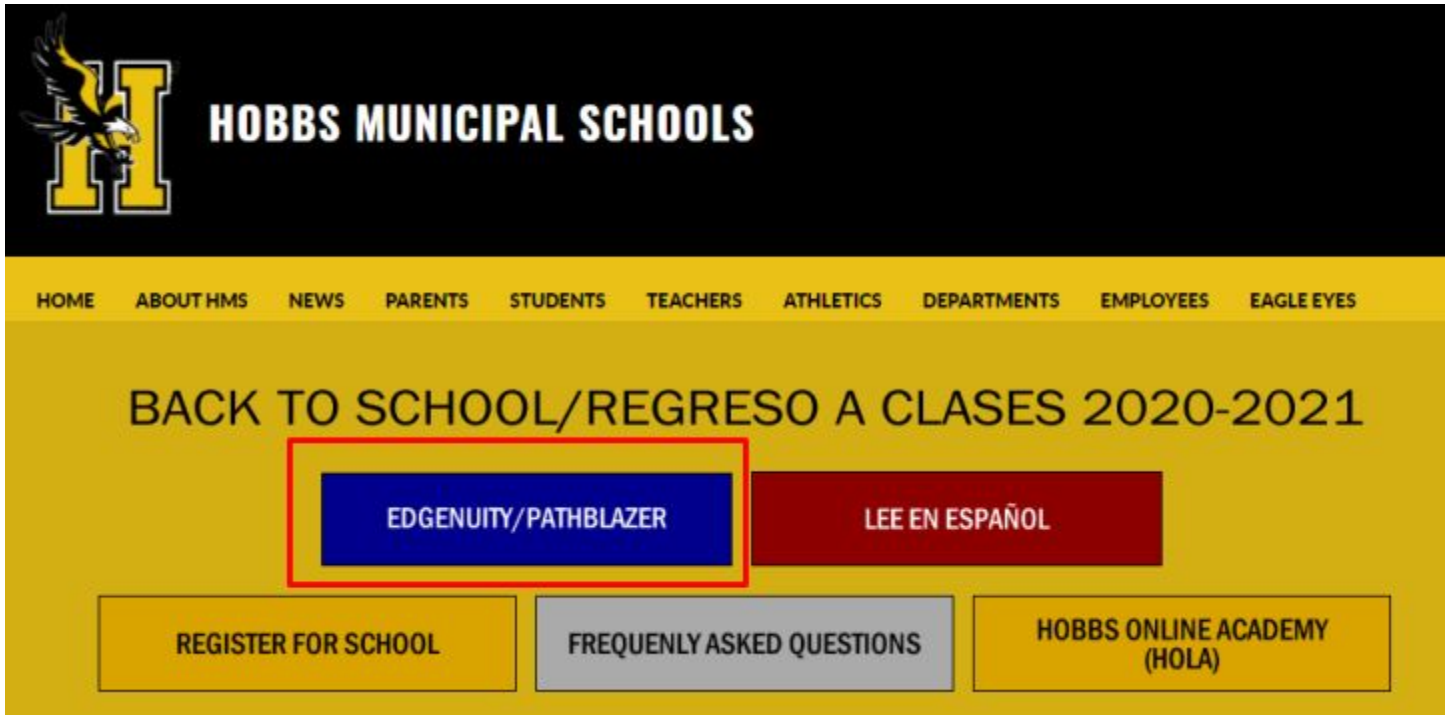 H
HOBBS MUNICIPAL SCHOOLS
HOME ABOUT HMS NEWS PARENTS STUDENTS TEACHERS ATHLETICS DEPARTMENTS EMPLOYEES EAGLE EYES
BACK TO SCHOOL/REGRESO A CLASES 2020-2021
EDGENUITY/PATHBLAZER LEE EN ESPAÑOL
REGISTER FOR SCHOOL FREQUENLY ASKED QUESTIONS HOBBS ONLINE ACADEMY
(HOLA)